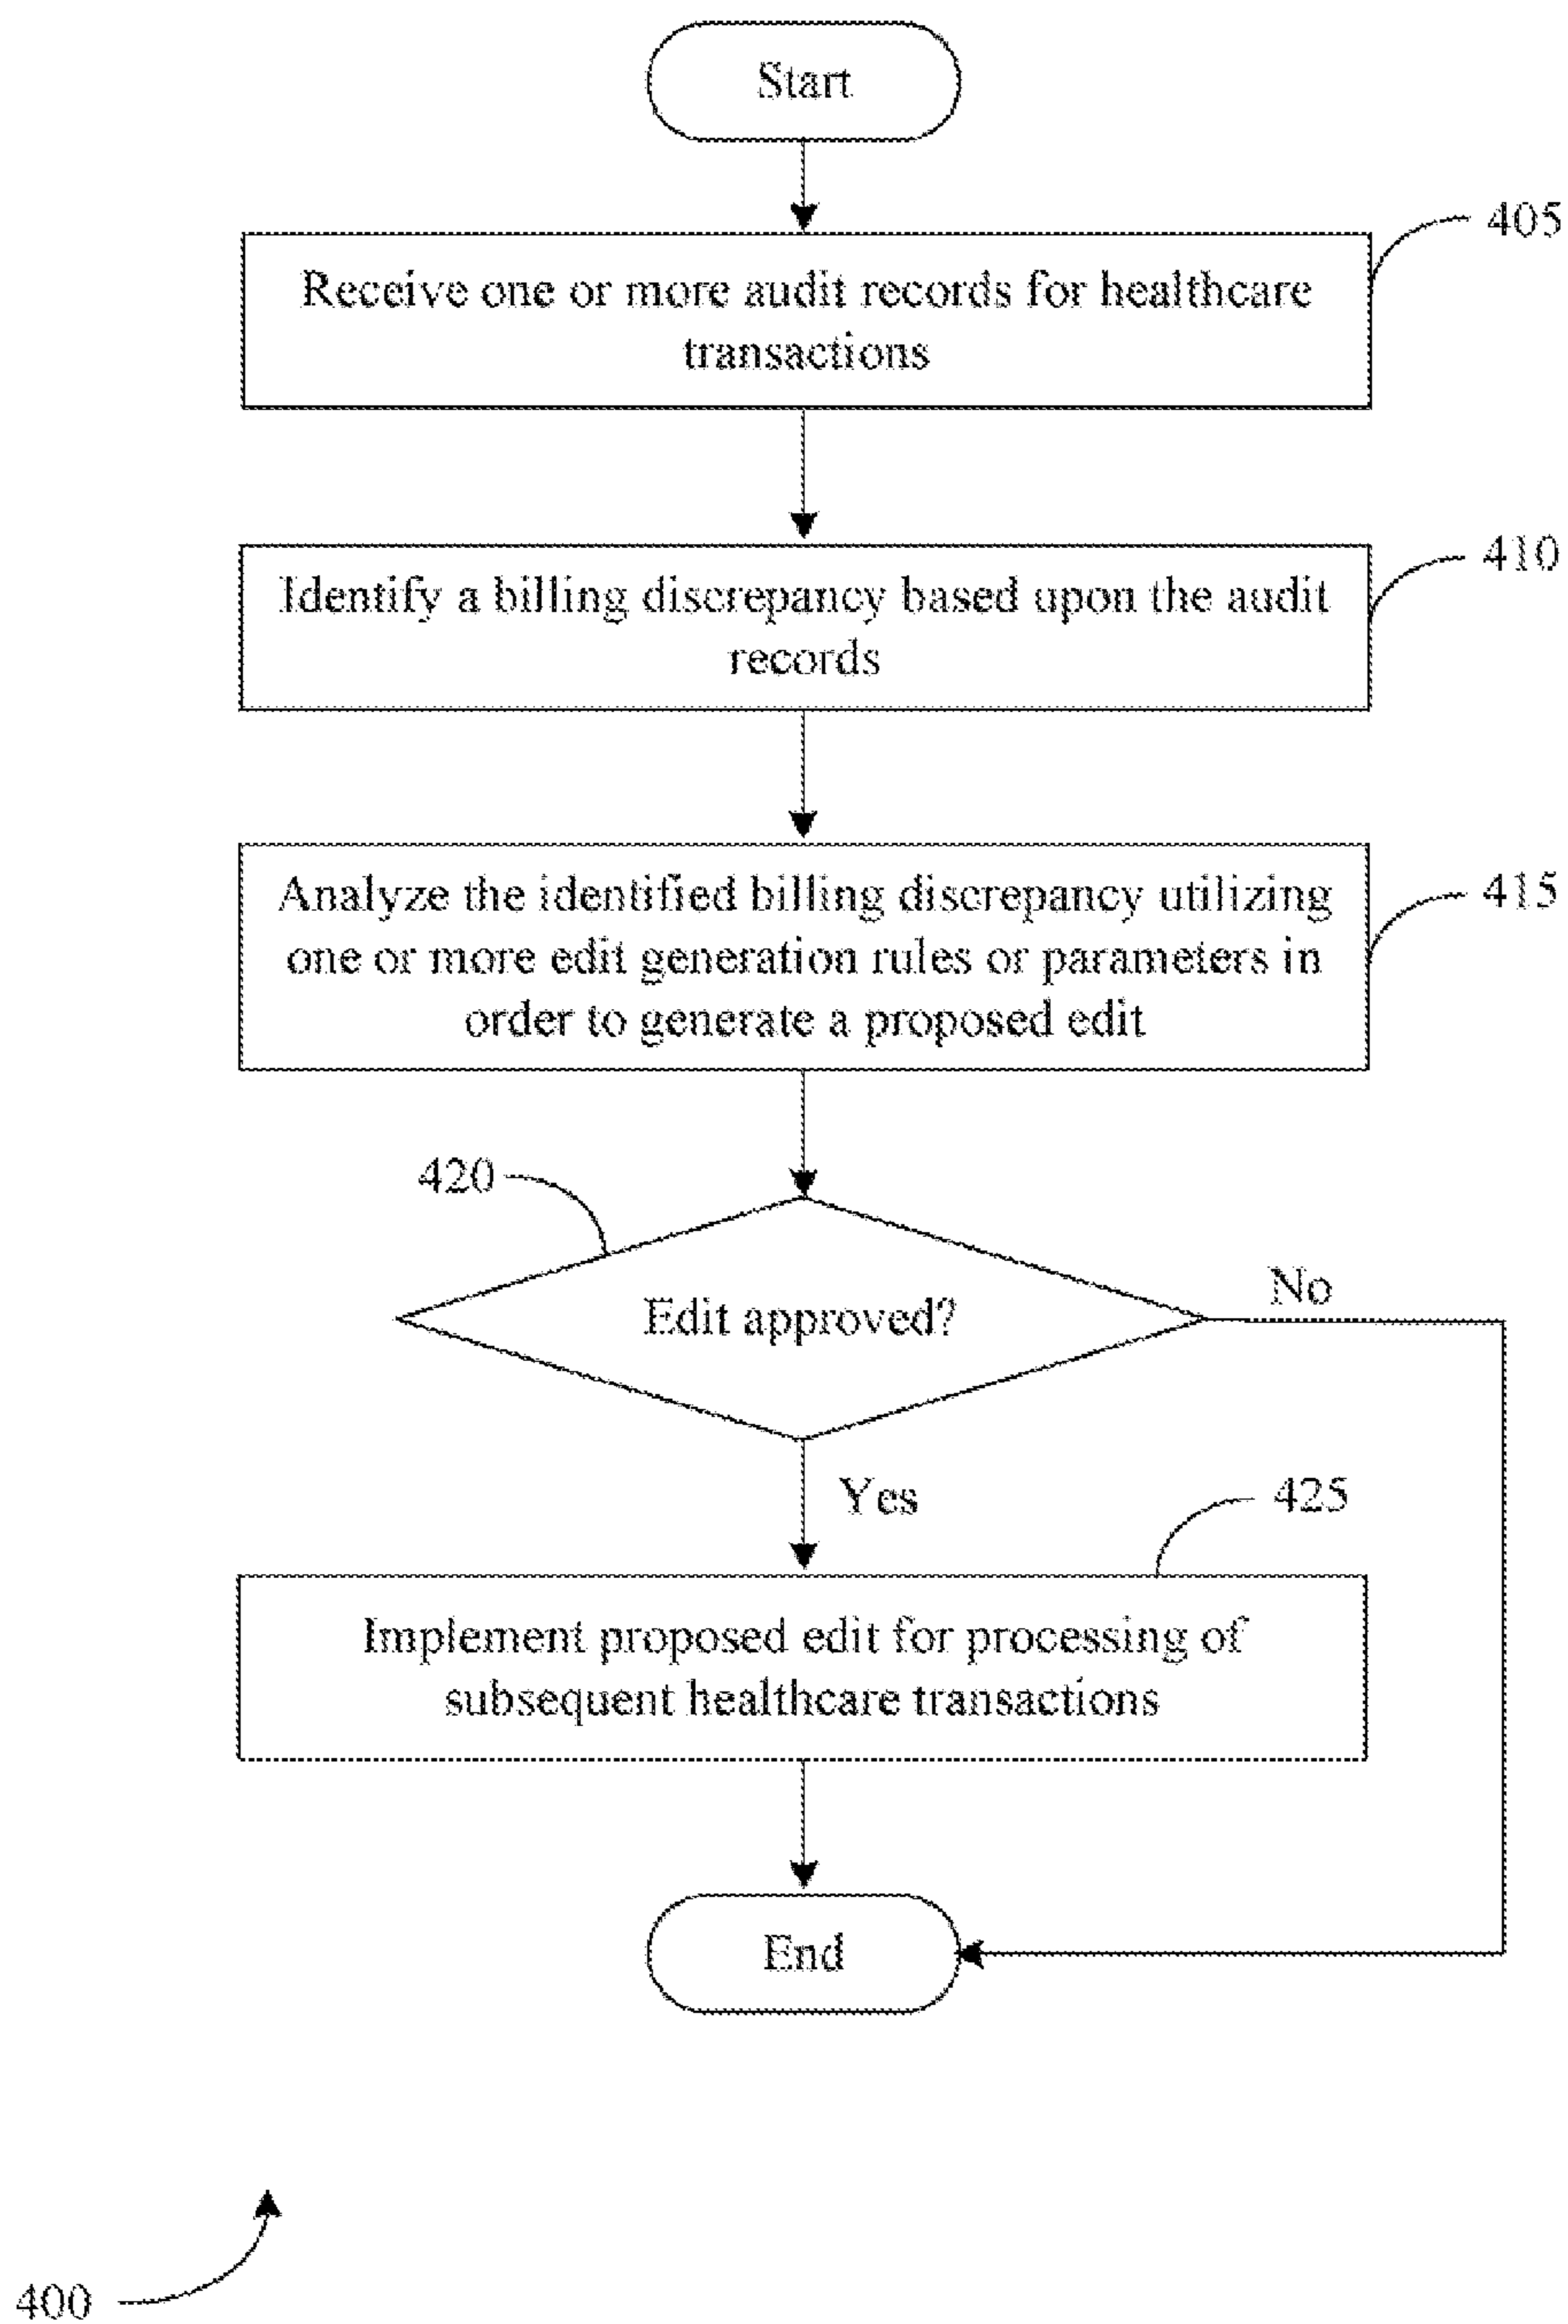 Start
405
Receive one or more audit records for healthcare
transactions
410
Identify a billing discrepancy based upon the audit
records
415
Analyze the identified billing discrepancy utilizing
one or more edit generation rules or parameters in
order to generate a proposed edit
420
No
Edit approved?
Yes
425
Implement proposed edit for processing of
subsequent healthcare transactions
End
400